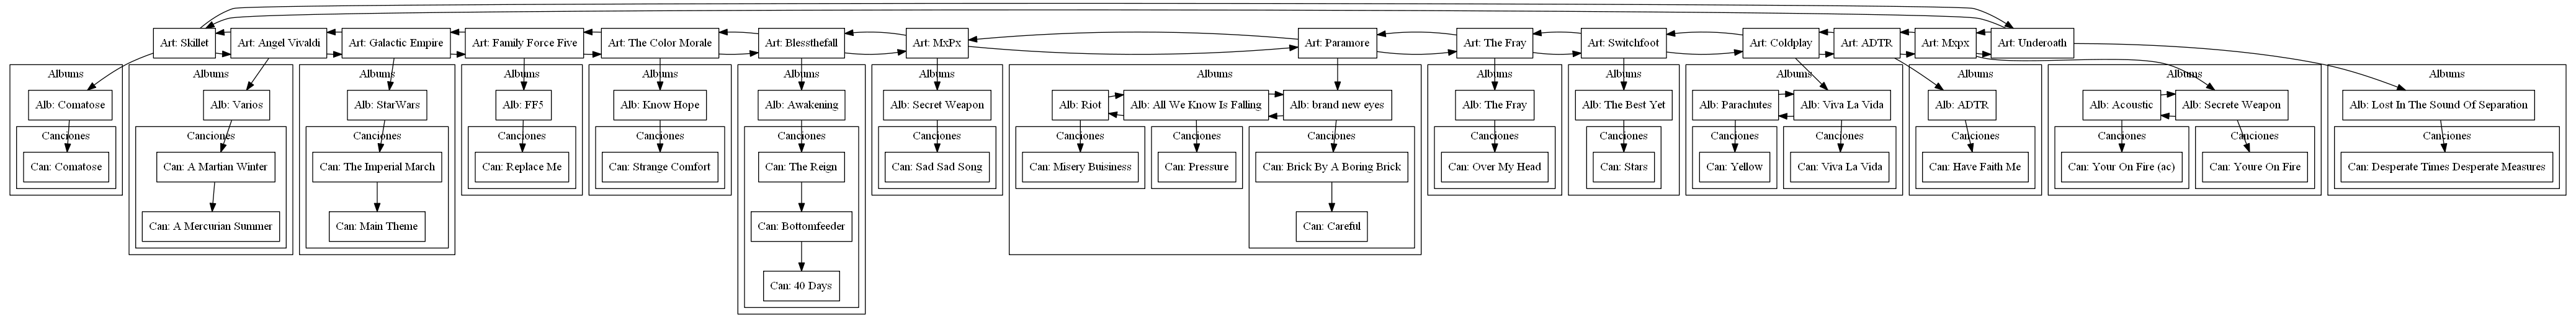 Art: Skillet
Art: Angel Vivaldi
Art: Galactic Empire
Art: Family Force Five
Art: The Color Morale
Art: Blessthefall
Art: MxPx
Art: Paramore
Art: The Fray
Art: Switchfoot
Art: Coldplay
Art: ADTR
Art: Mxpx
Art: Underoath
Albums
Alb: Comatose
Canciones
Can: Comatose
Albums
Alb: Varios
Canciones
Can: A Martian Winter
Can: A Mercurian Summer
Albums
Alb: StarWars
Canciones
Can: The Imperial March
Can: Main Theme
Albums
Alb: FF5
Canciones
Can: Replace Me
Albums
Alb: Know Hope
Canciones
Can: Strange Comfort
Albums
Alb: Awakening
Canciones
Can: The Reign
Can: Bottomfeeder
Can: 40 Days
Albums
Alb: Secret Weapon
Canciones
Can: Sad Sad Song
Albums
Alb: Riot
Canciones
Can: Misery Buisiness
Alb: All We Know Is Falling
Canciones
Can: Pressure
Alb: brand new eyes
Canciones
Can: Brick By A Boring Brick
Can: Careful
Albums
Alb: The Fray
Canciones
Can: Over My Head
Albums
Alb: The Best Yet
Canciones
Can: Stars
Albums
Alb: Parachutes
Canciones
Can: Yellow
Alb: Viva La Vida
Canciones
Can: Viva La Vida
Albums
Alb: ADTR
Canciones
Can: Have Faith Me
Albums
Alb: Acoustic
Canciones
Can: Your On Fire (ac)
Alb: Secrete Weapon
Canciones
Can: Youre On Fire
Albums
Alb: Lost In The Sound Of Separation
Canciones
Can: Desperate Times Desperate Measures